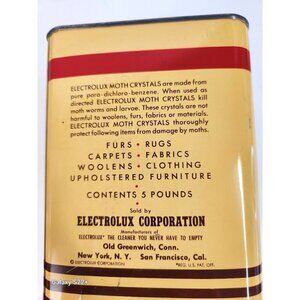 ELECTROLUX MOTH CRYSTALS are made from
pure para-dichloro-benzene. When used as
directed ELECTROLUX MOTH CRYSTALS kill
moth worms and larvae. These crystals are not
harmful to woolens, furs, fabrics or materials.
ELECTROLUX MOTH CRYSTALS thoroughly
protect following items from damage by moths.
FURS • RUGS
CARPETS • FABRICS
WOOLENS • CLOTHING
UPHOLSTERED FURNITURE
•
CONTENTS 5 POUNDS
•
Sold by
ELECTROLUX CORPORATION
Manufacturers of
ELECTROLUX* THE CLEANER YOU NEVER HAVE TO EMPTY
Old Greenwich, Conn.
New York, N. Y. San Francisco, Cal.
© ELECTROLUX CORPORATION *REG. U.S. PAT. OFF.
Galaxy S22+